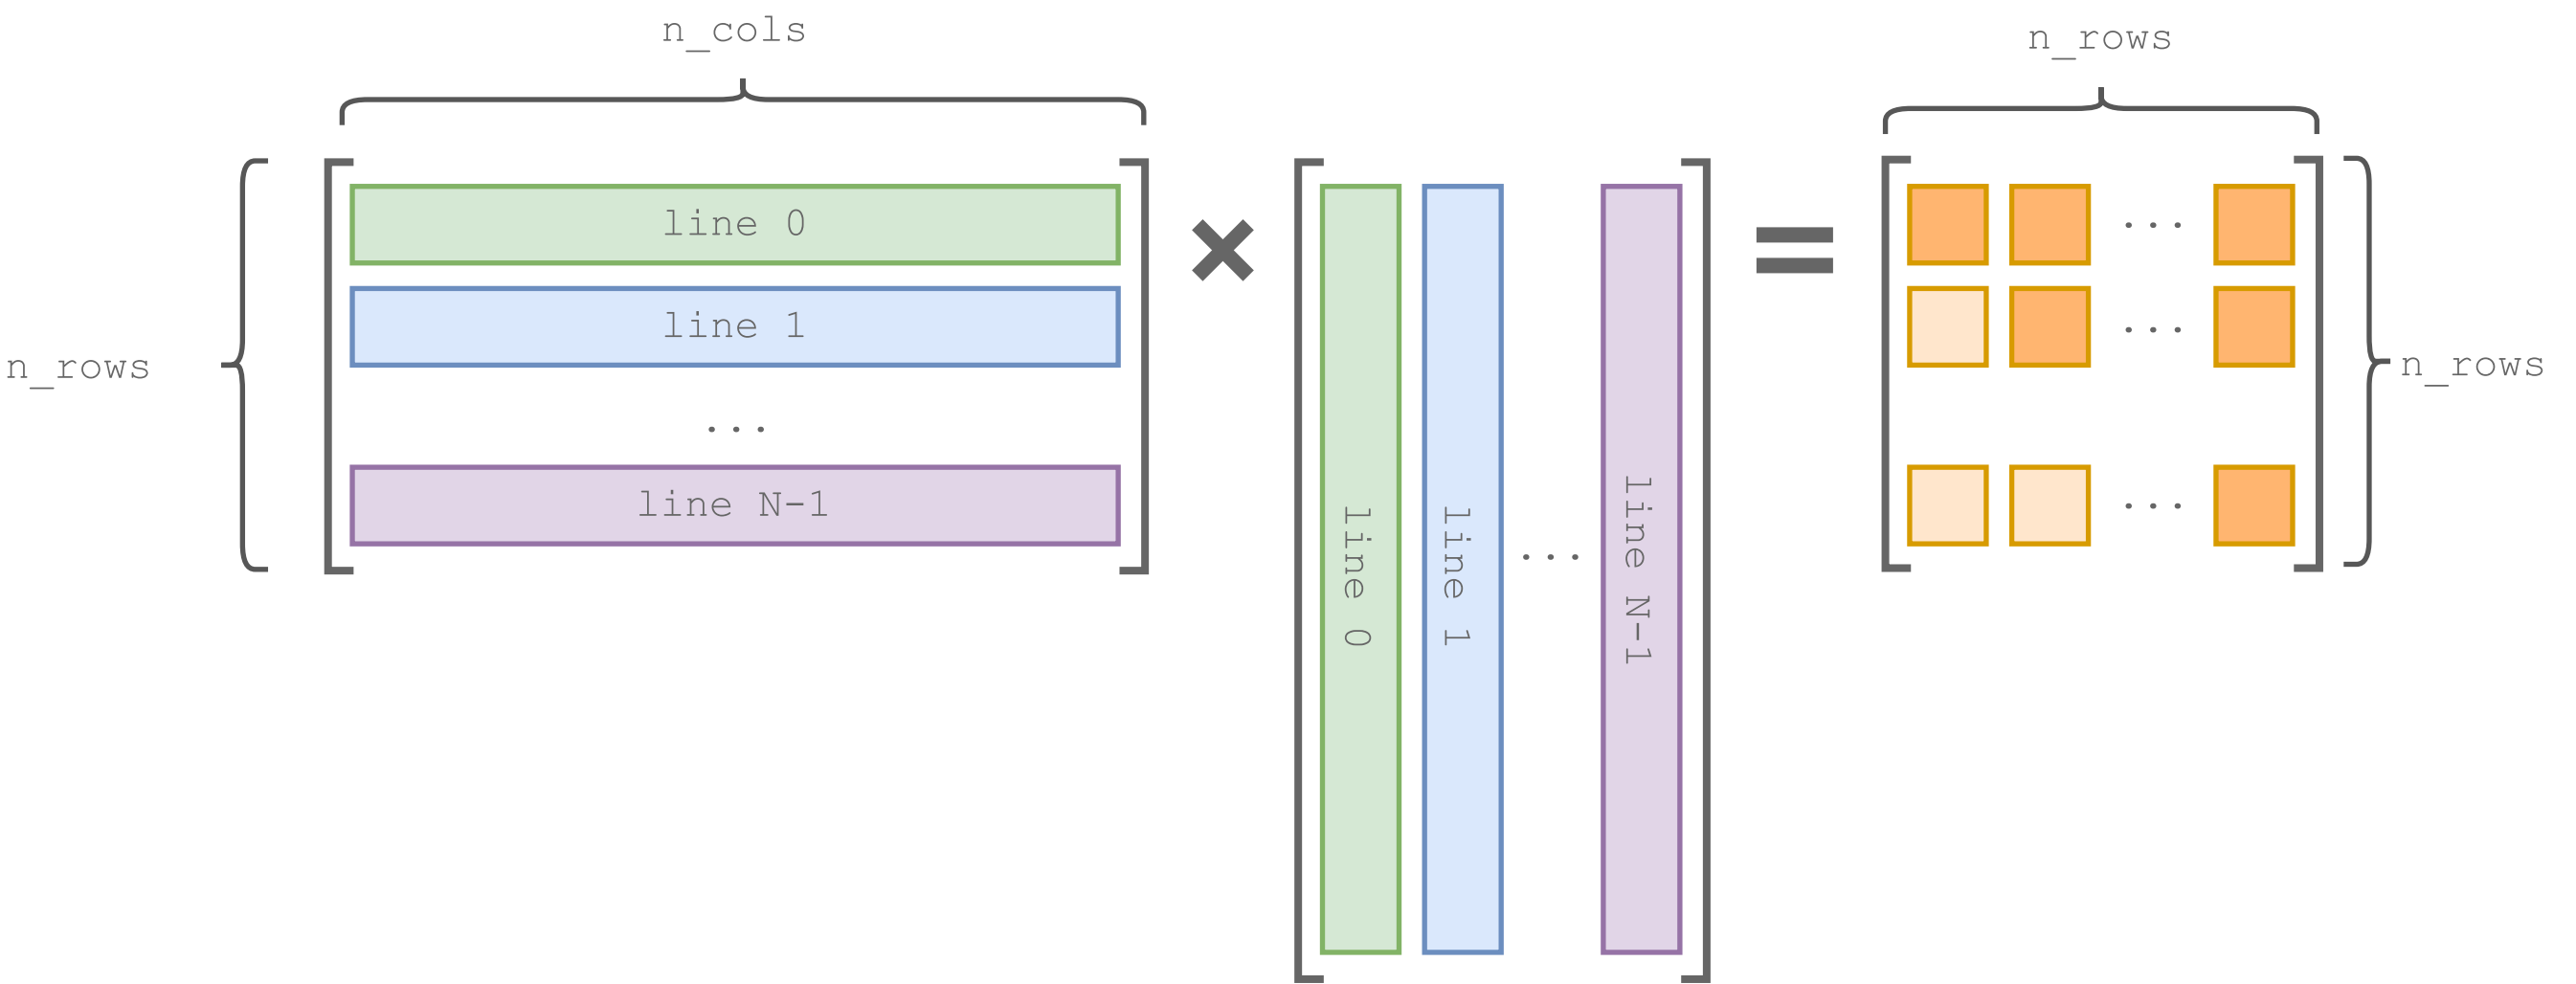 n_cols
n_rows
n_rows
line 0
line 1
...
line N-1
line 0
line 1
...
line N-1
...
...
...
n_rows